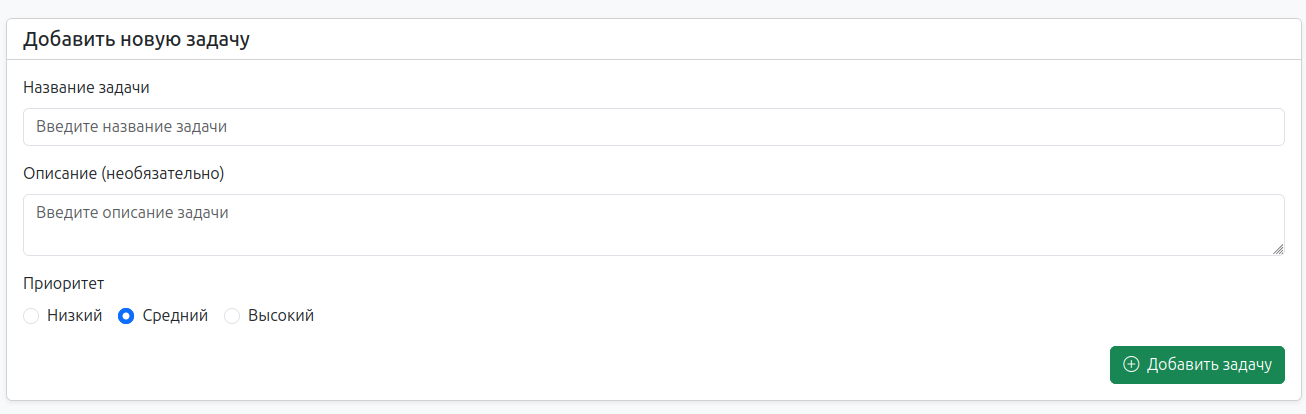 Добавить новую задачу
Название задачи
Введите название задачи
Описание (необязательно)
Введите описание задачи
Приоритет
Низкий Средний Высокий
Добавить задачу